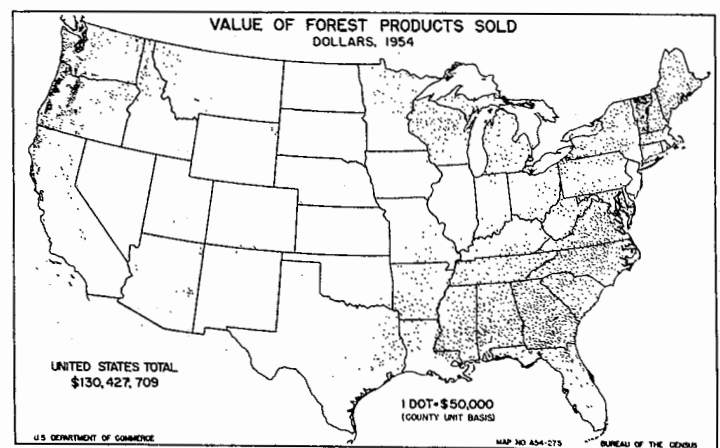 VALUE OF FOREST PRODUCTS SOLD
DOLLARS, 1954
UNITED STATES TOTAL
$130,427,709
1 DOT=$50,000
(COUNTY UNIT BASIS)
U.S DEPARTMENT OF COMMERCE
MAP NO A54-275
BUREAU OF THE CENSUS